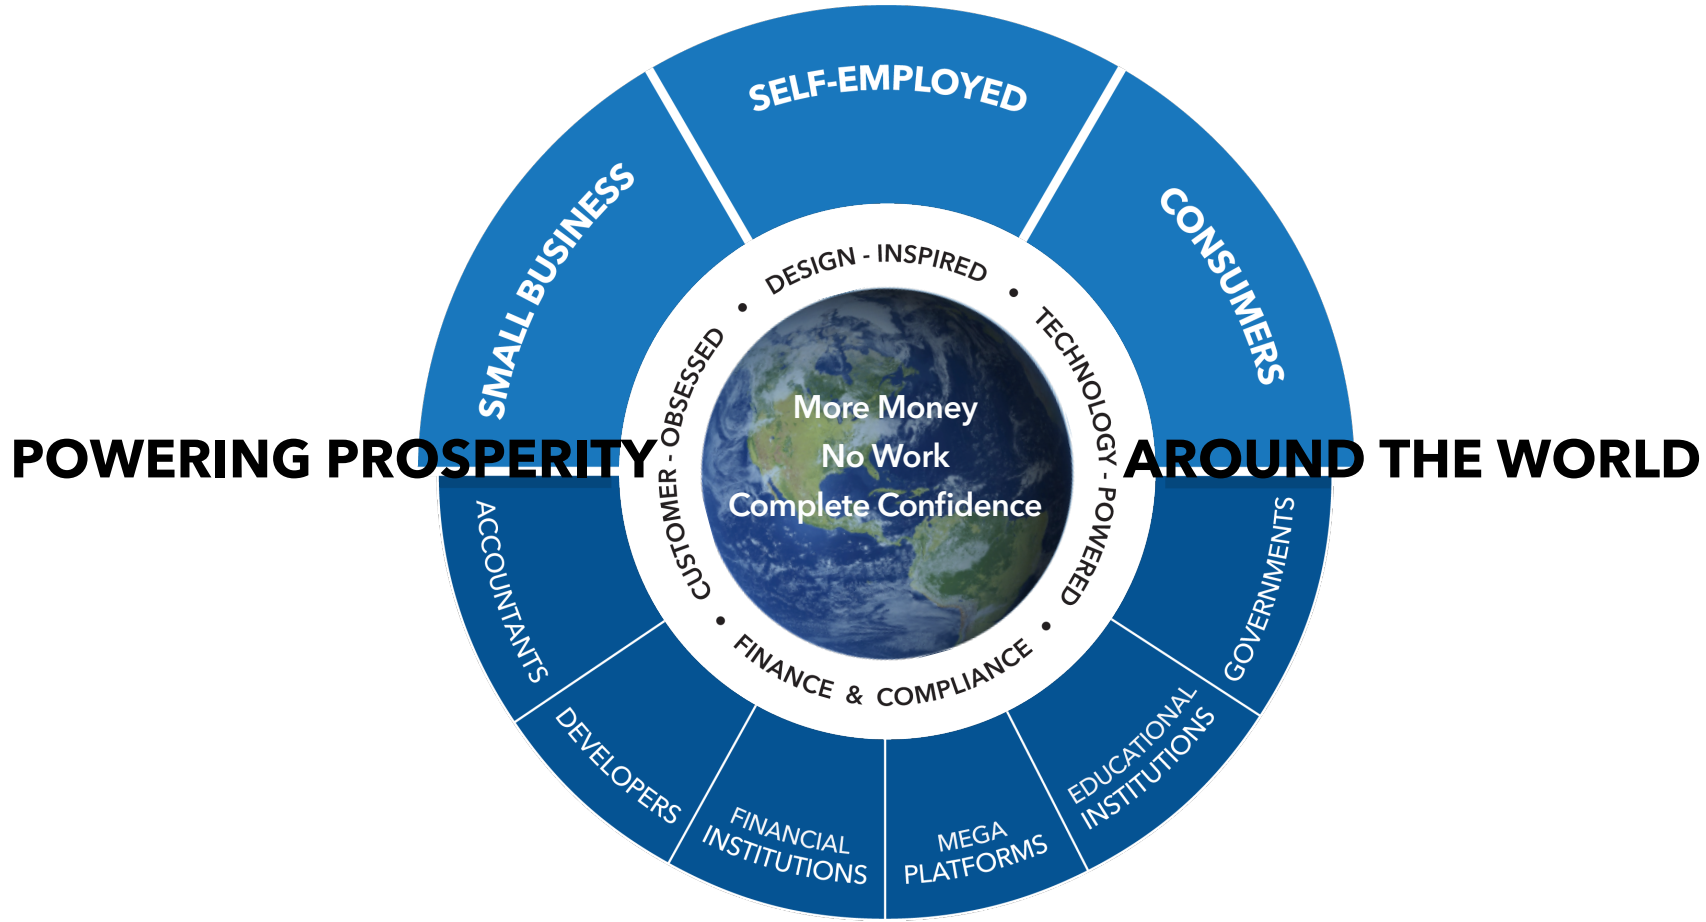 SELF-EMPLOYED
SMALL BUSINESS
CONSUMERS
DESIGN - INSPIRED
•
TECHNOLOGY - POWERED
•
FINANCE & COMPLIANCE
•
CUSTOMER - OBSESSED
•
More Money
No Work
Complete Confidence
POWERING PROSPERITY
AROUND THE WORLD
ACCOUNTANTS
DEVELOPERS
FINANCIAL
INSTITUTIONS
MEGA
PLATFORMS
EDUCATIONAL
INSTITUTIONS
GOVERNMENTS